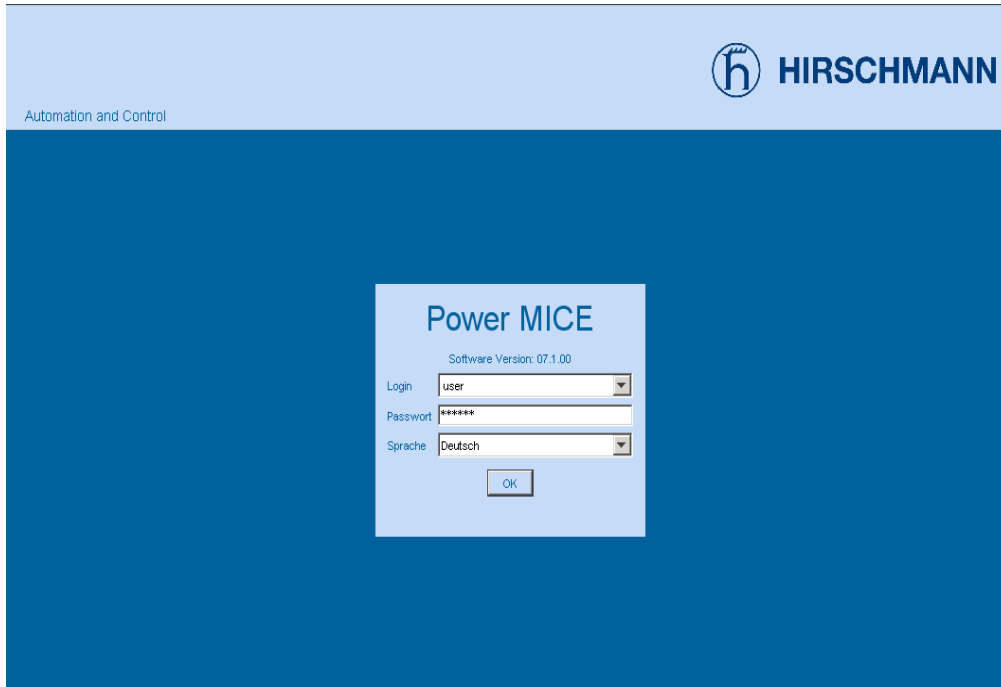 HIRSCHMANN
Automation and Control
Power MICE
Software Version: 07.1.00
Login user
Passwort ******
Sprache Deutsch
OK